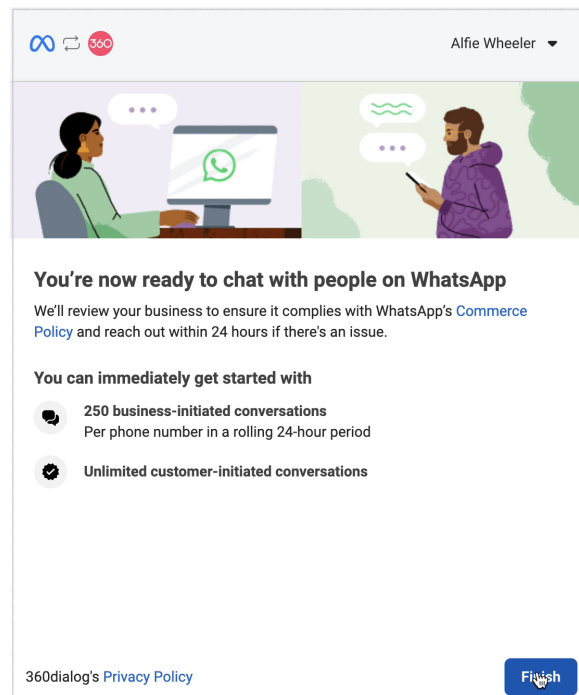 360
Alfie Wheeler
You're now ready to chat with people on WhatsApp
We'll review your business to ensure it complies with WhatsApp's Commerce
Policy and reach out within 24 hours if there's an issue.
You can immediately get started with
250 business-initiated conversations
Per phone number in a rolling 24-hour period
Unlimited customer-initiated conversations
360dialog's Privacy Policy
Finish